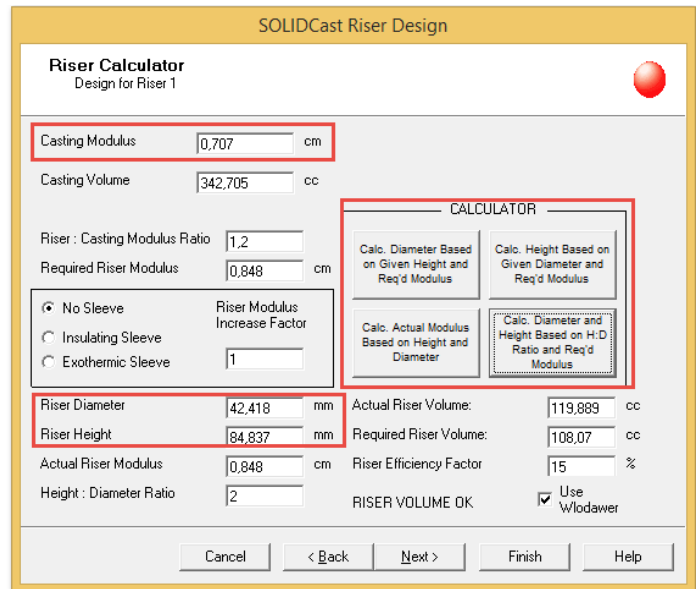 SOLIDCast Riser Design
Riser Calculator
Design for Riser 1
Casting Modulus 0,707 cm
Casting Volume 342,705 cc
CALCULATOR
Riser : Casting Modulus Ratio 1,2
Required Riser Modulus 0,848 cm
Calc. Diameter Based
on Given Height and
Req'd Modulus
Calc. Height Based on
Given Diameter and
Req'd Modulus
No Sleeve
Insulating Sleeve
Exothermic Sleeve
Riser Modulus
Increase Factor
1
Calc. Actual Modulus
Based on Height and
Diameter
Calc. Diameter and
Height Based on H:D
Ratio and Req'd
Modulus
Riser Diameter 42,418 mm
Riser Height 84,837 mm
Actual Riser Modulus 0,848 cm
Height : Diameter Ratio 2
Actual Riser Volume: 119,889 cc
Required Riser Volume: 108,07 cc
Riser Efficiency Factor 15 %
RISER VOLUME OK
Use
Wlodawer
Cancel < Back Next > Finish Help